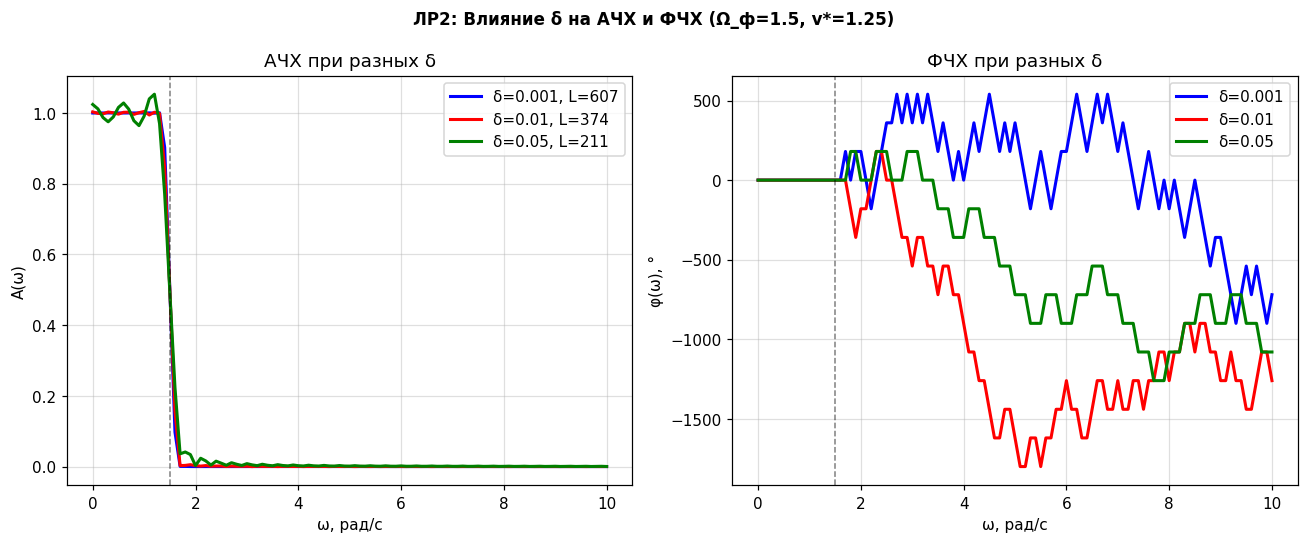 ЛР2: Влияние δ на АЧХ и ФЧХ (Ω_ф=1.5, v*=1.25)
АЧХ при разных δ
A(ω)
1.0
0.8
0.6
0.4
0.2
0.0
0 2 4 6 8 10
ω, рад/с
δ=0.001, L=607
δ=0.01, L=374
δ=0.05, L=211
ФЧХ при разных δ
φ(ω), °
500
0
−500
−1000
−1500
0 2 4 6 8 10
ω, рад/с
δ=0.001
δ=0.01
δ=0.05